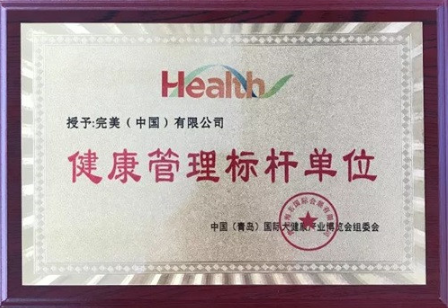 Health
授予:完美（中国）有限公司
健康管理标杆单位
中国（青岛）国际大健康产业博览会组委会